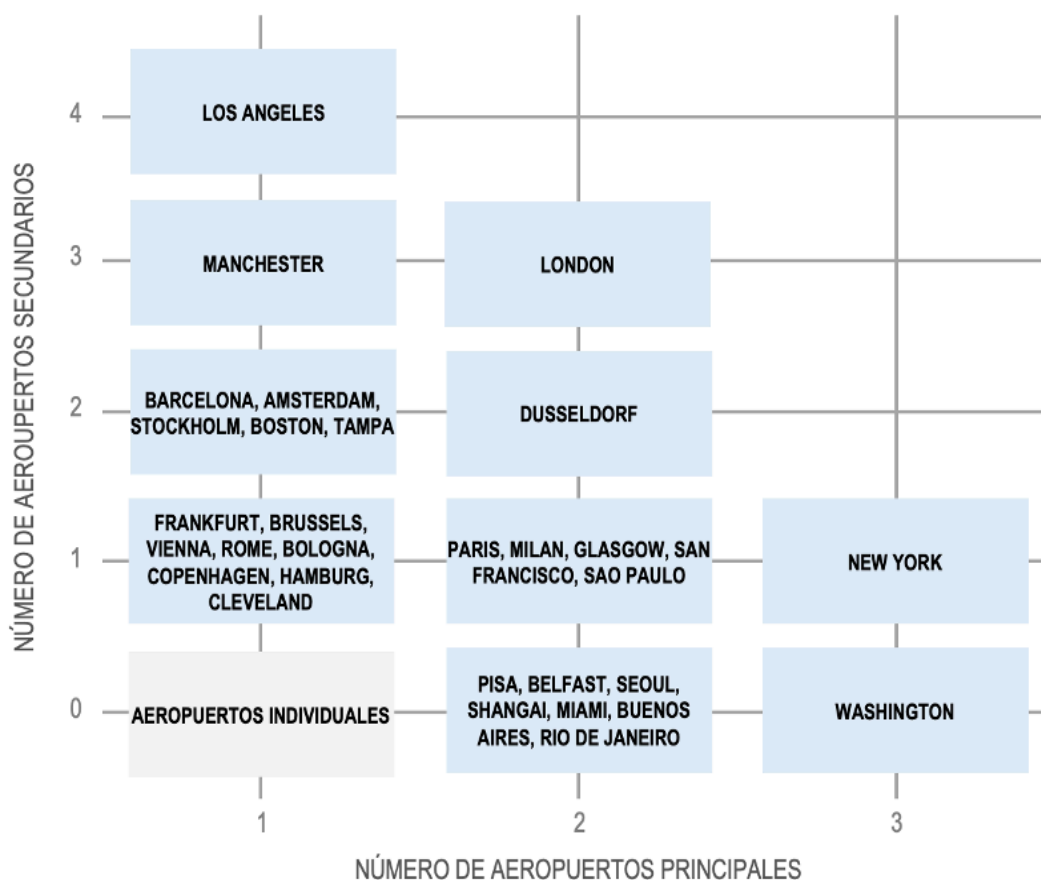 4
LOS ANGELES
3
MANCHESTER
LONDON
2
BARCELONA, AMSTERDAM,
STOCKHOLM, BOSTON, TAMPA
DUSSELDORF
1
FRANKFURT, BRUSSELS,
VIENNA, ROME, BOLOGNA,
COPENHAGEN, HAMBURG,
CLEVELAND
PARIS, MILAN, GLASGOW, SAN
FRANCISCO, SAO PAULO
NEW YORK
0
AEROPUERTOS INDIVIDUALES
PISA, BELFAST, SEOUL,
SHANGAI, MIAMI, BUENOS
AIRES, RIO DE JANEIRO
WASHINGTON
1
2
3
NÚMERO DE AEROUPERTOS SECUNDARIOS
NÚMERO DE AEROPUERTOS PRINCIPALES